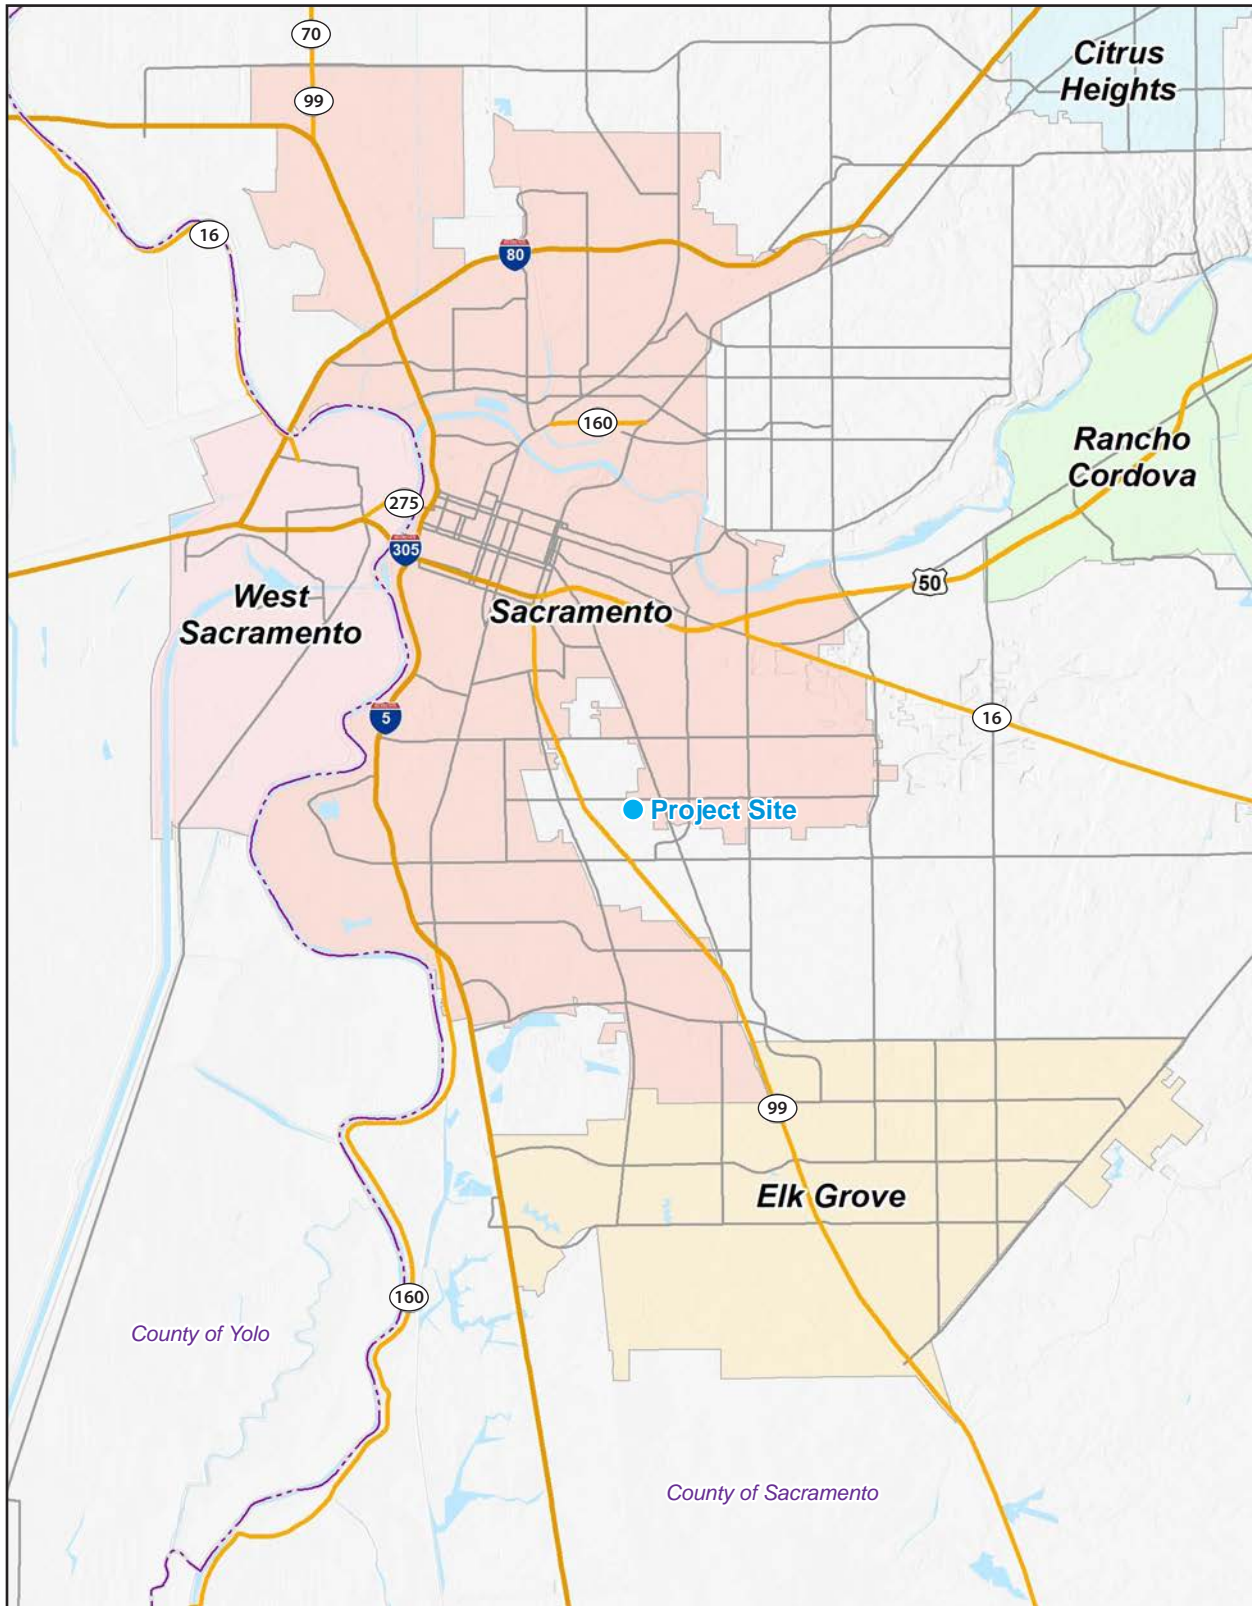 70
Citrus
Heights
99
16
80
160
Rancho
Cordova
275
305
50
West
Sacramento
Sacramento
5
16
Project Site
99
Elk Grove
160
County of Yolo
County of Sacramento